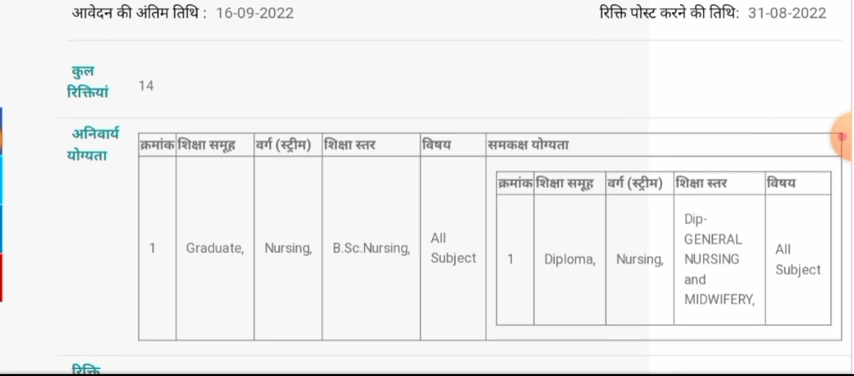 आवेदन की अंतिम तिथि : 16-09-2022 रिक्ति पोस्ट करने की तिथि: 31-08-2022
कुल
रिक्तियां
14
अनिवार्य
योग्यता
क्रमांक शिक्षा समूह वर्ग (स्ट्रीम) शिक्षा स्तर विषय समकक्ष योग्यता
1 Graduate, Nursing, B.Sc.Nursing, All
Subject
क्रमांक शिक्षा समूह वर्ग (स्ट्रीम) शिक्षा स्तर विषय
1 Diploma, Nursing, Dip-
GENERAL
NURSING
and
MIDWIFERY,
All
Subject
रिक्ति